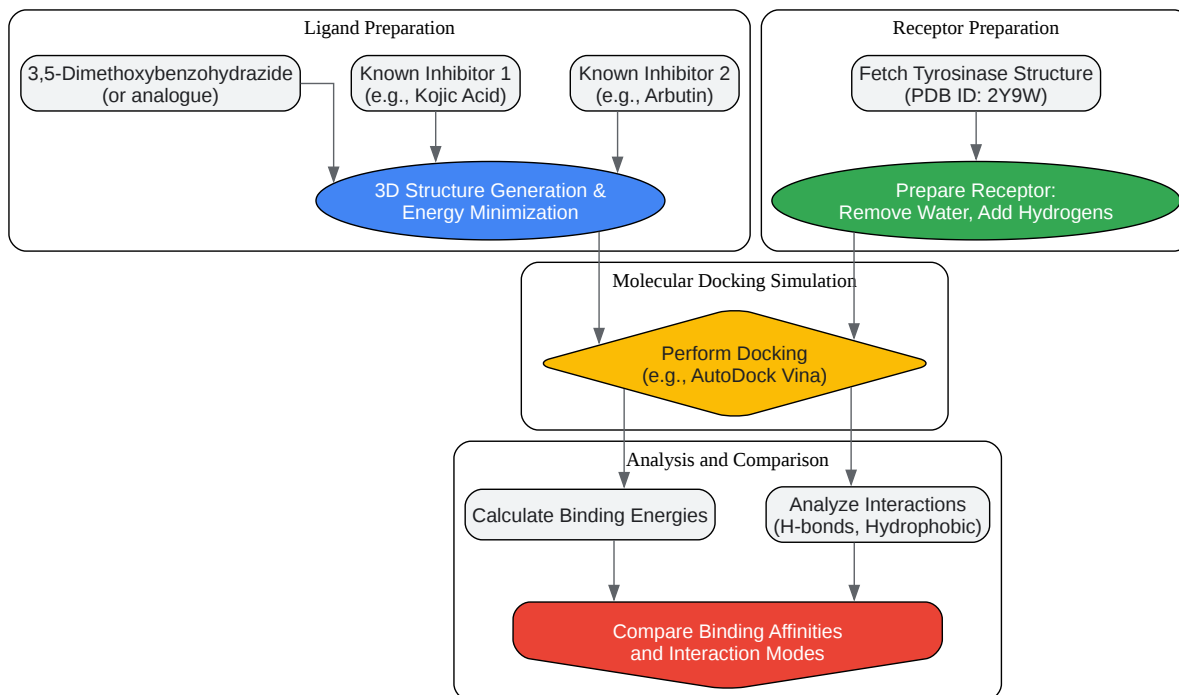 Ligand Preparation
3,5-Dimethoxybenzohydrazide
(or analogue)
Known Inhibitor 1
(e.g., Kojic Acid)
Known Inhibitor 2
(e.g., Arbutin)
3D Structure Generation &
Energy Minimization
Receptor Preparation
Fetch Tyrosinase Structure
(PDB ID: 2Y9W)
Prepare Receptor:
Remove Water, Add Hydrogens
Molecular Docking Simulation
Perform Docking
(e.g., AutoDock Vina)
Analysis and Comparison
Calculate Binding Energies
Analyze Interactions
(H-bonds, Hydrophobic)
Compare Binding Affinities
and Interaction Modes